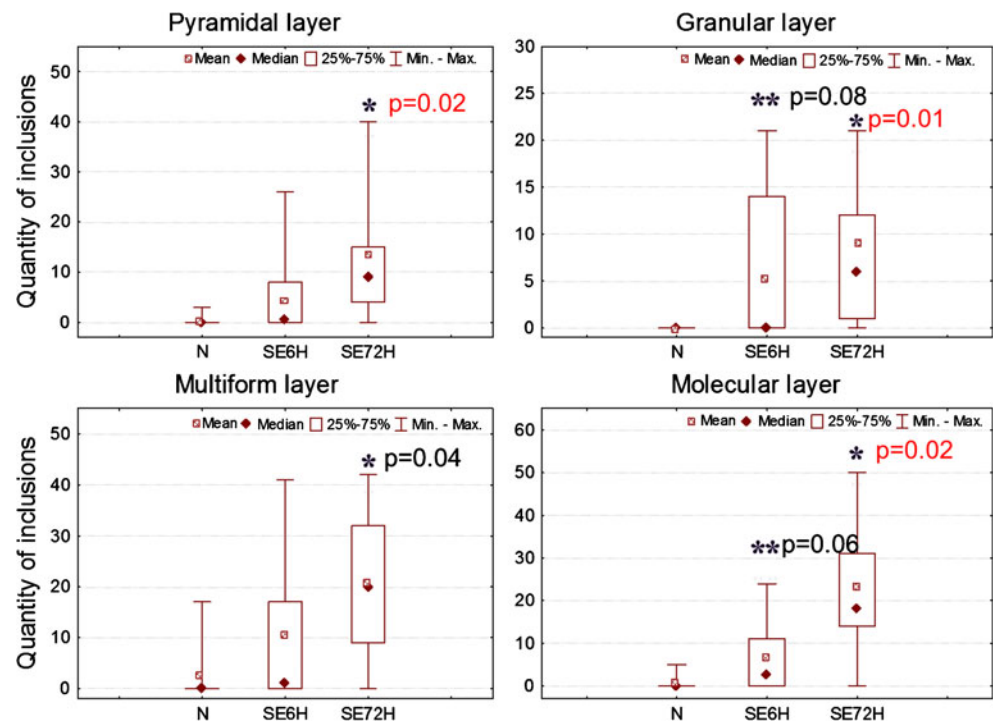 Pyramidal layer
Mean Median 25%-75% Min. - Max.
50
40
30
20
10
0
Quantity of inclusions
* p=0.02
N SE6H SE72H
Granular layer
Mean Median 25%-75% Min. - Max.
30
25
20
15
10
5
0
** p=0.08
* p=0.01
N SE6H SE72H
Multiform layer
Mean Median 25%-75% Min. - Max.
50
40
30
20
10
0
Quantity of inclusions
* p=0.04
N SE6H SE72H
Molecular layer
Mean Median 25%-75% Min. - Max.
60
50
40
30
20
10
0
* p=0.02
** p=0.06
N SE6H SE72H